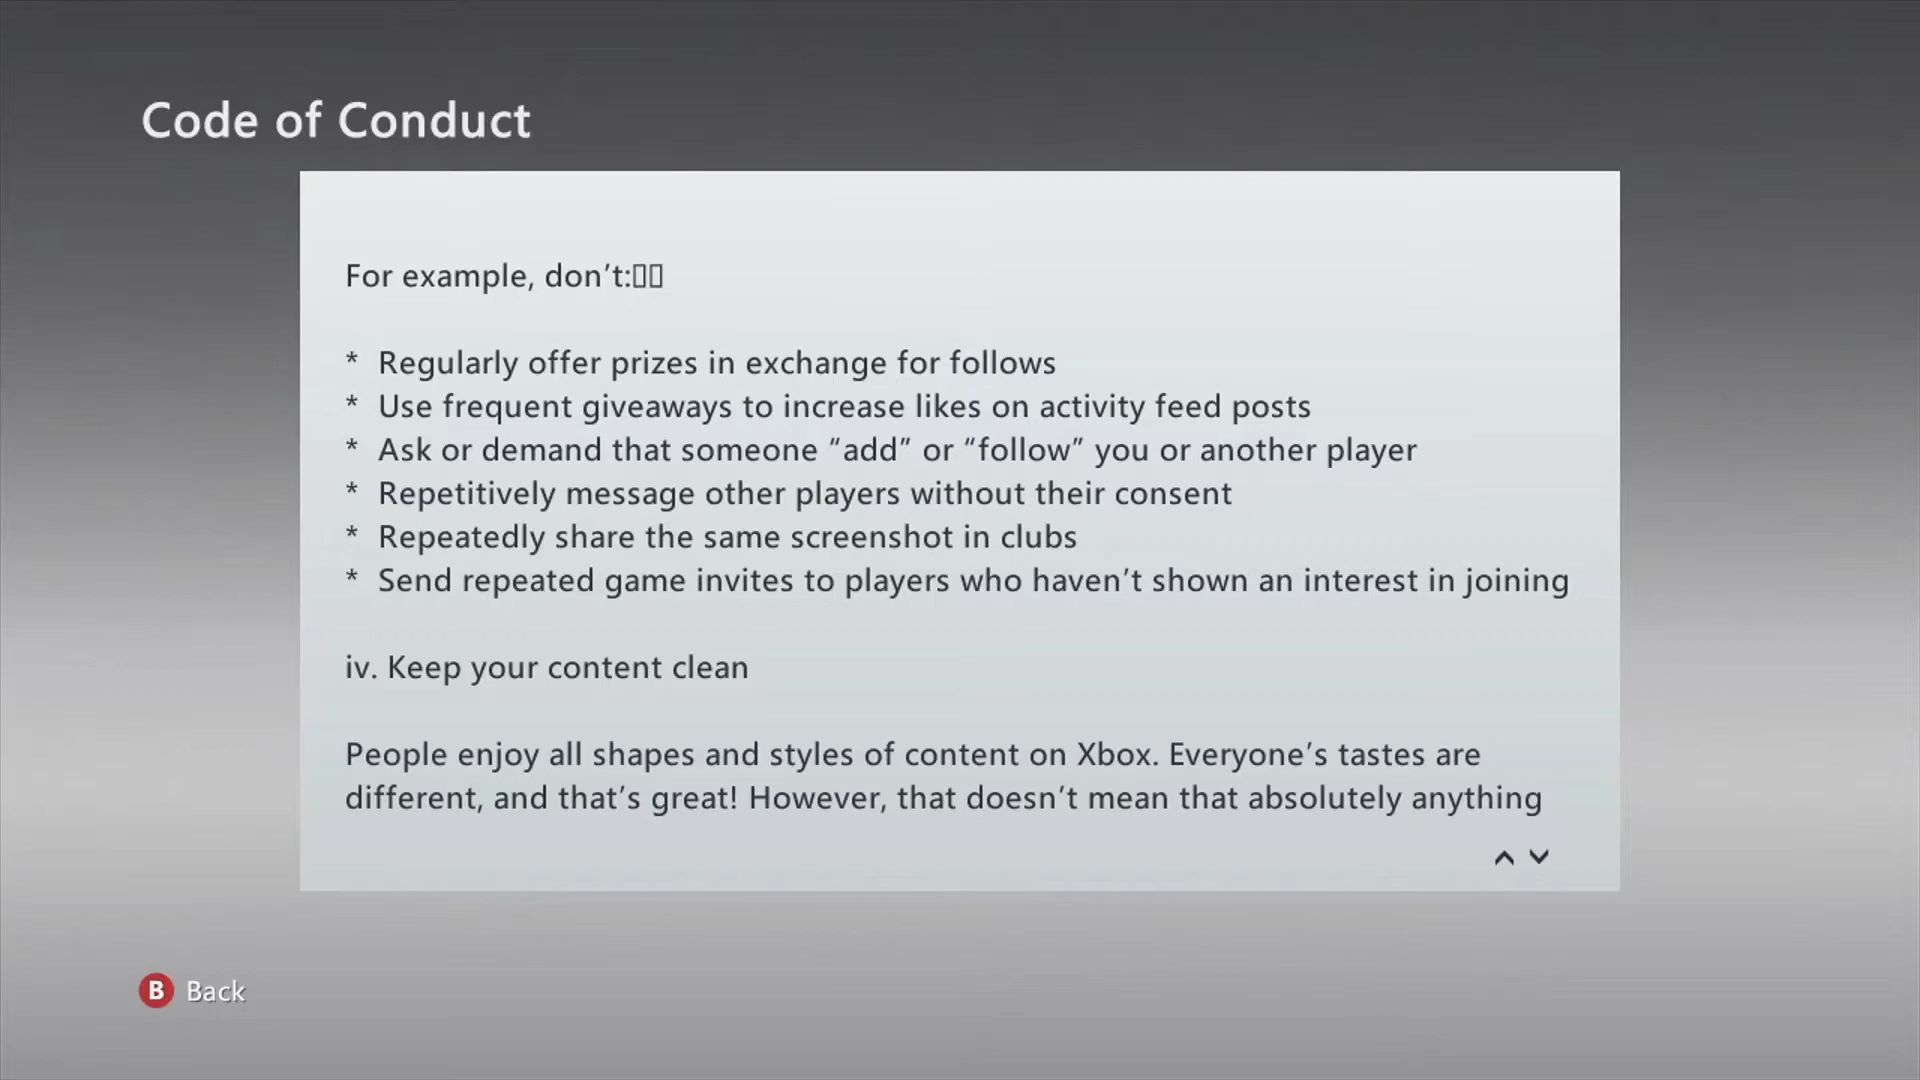 Code of Conduct
For example, don’t:▯▯
* Regularly offer prizes in exchange for follows
* Use frequent giveaways to increase likes on activity feed posts
* Ask or demand that someone “add” or “follow” you or another player
* Repetitively message other players without their consent
* Repeatedly share the same screenshot in clubs
* Send repeated game invites to players who haven’t shown an interest in joining
iv. Keep your content clean
People enjoy all shapes and styles of content on Xbox. Everyone’s tastes are
different, and that’s great! However, that doesn’t mean that absolutely anything
B Back